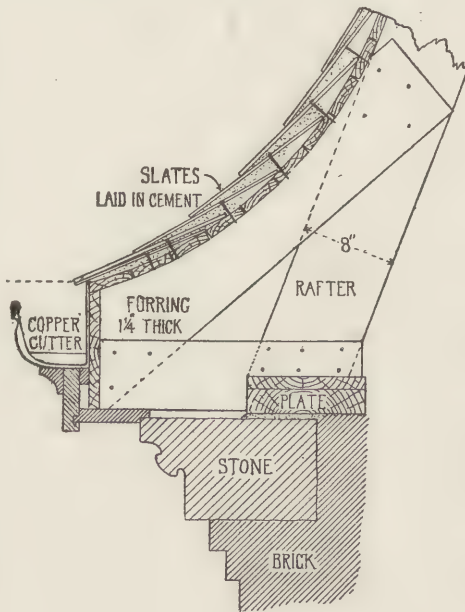 SLATES
LAID IN CEMENT
8"
RAFTER
FURRING
1¼" THICK
COPPER
GUTTER
PLATE
STONE
BRICK